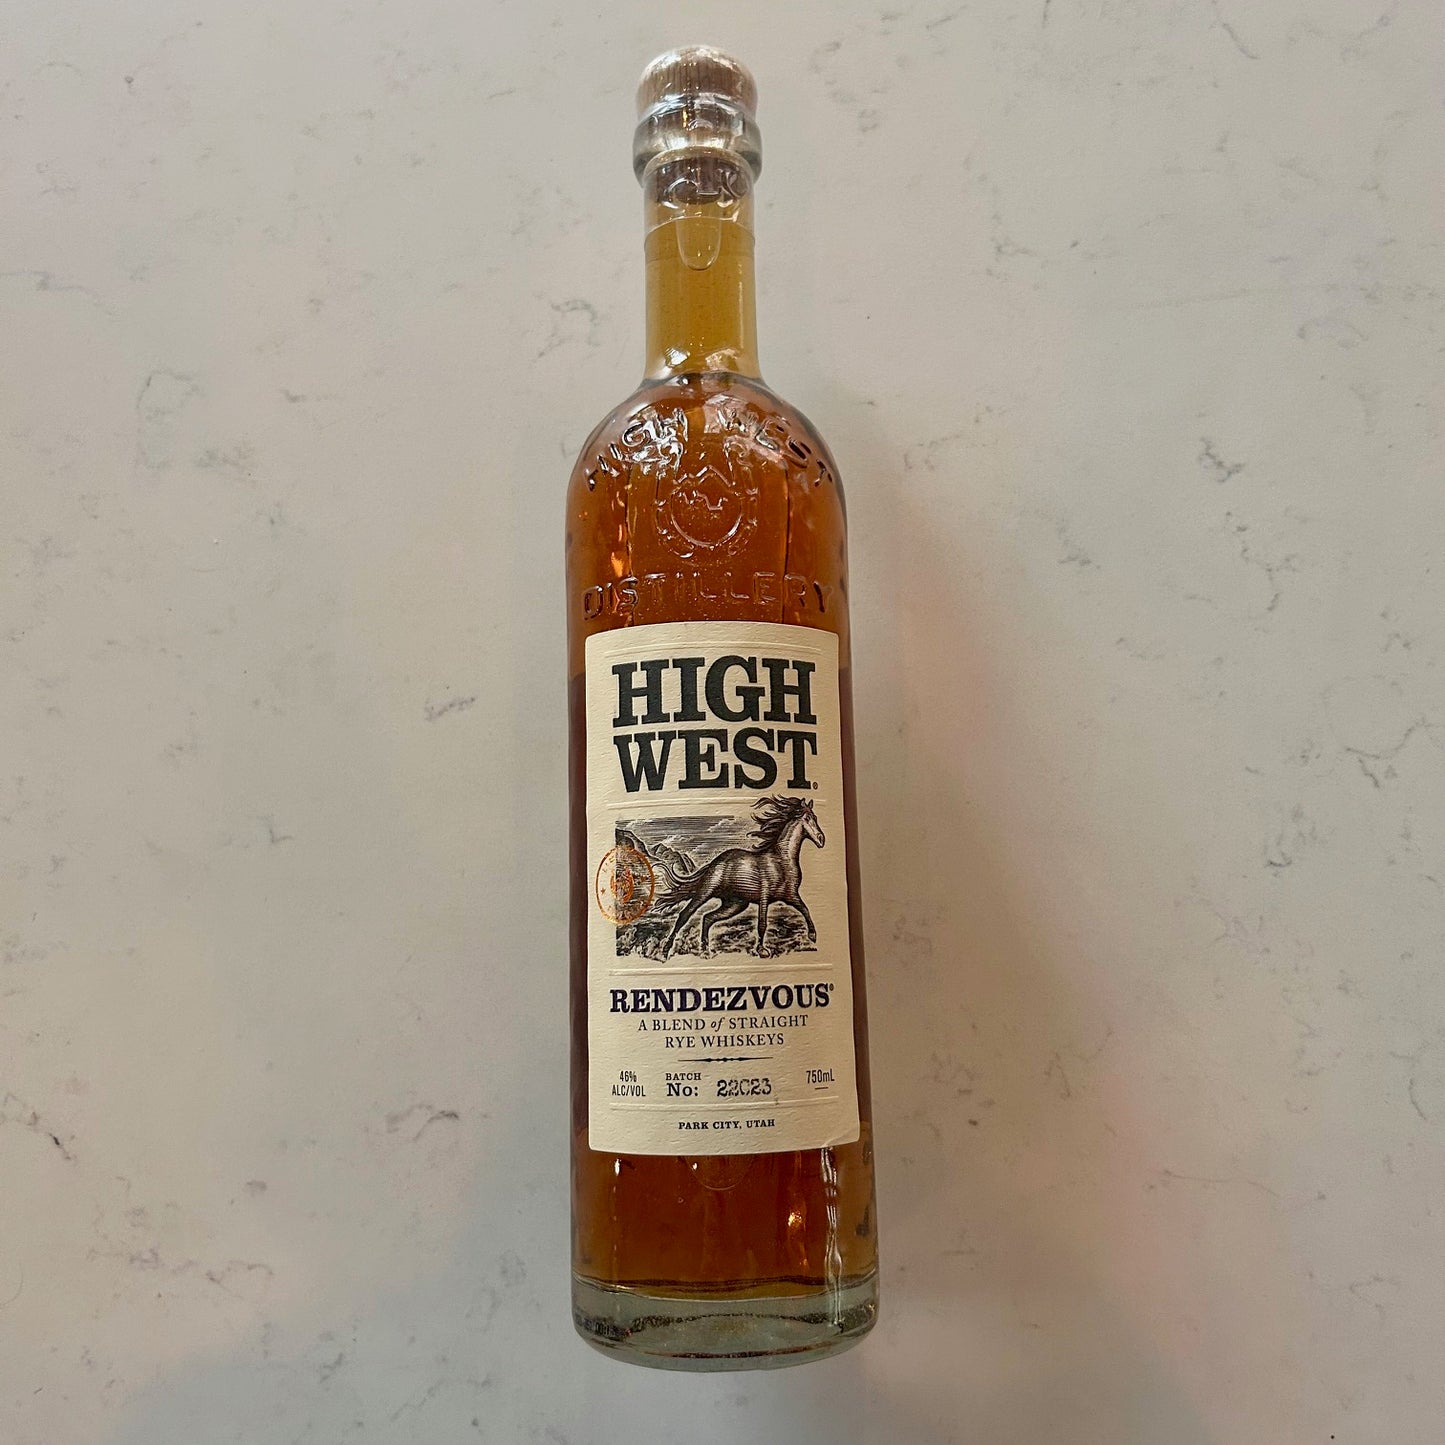 HIGH WEST
DISTILLERY
HIGH
WEST®
RENDEZVOUS®
A BLEND of STRAIGHT
RYE WHISKEYS
46%
ALC/VOL
BATCH
No: 22C23
750mL
PARK CITY, UTAH